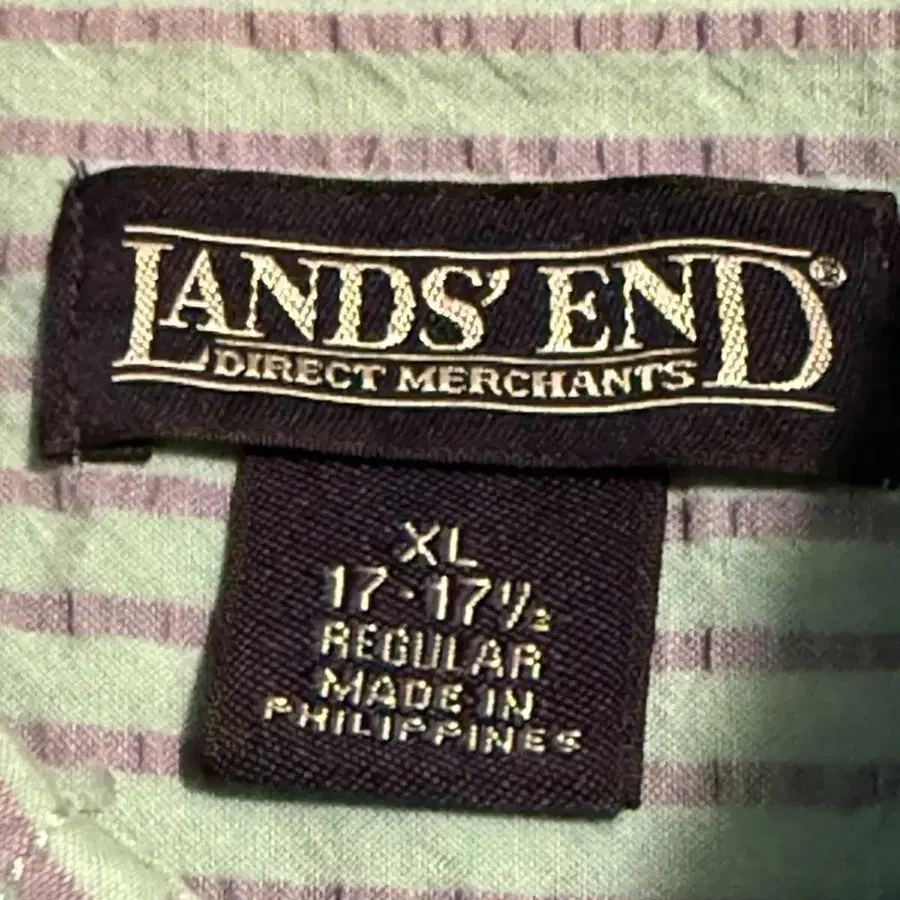 LANDS' END®
DIRECT MERCHANTS
XL
17-17½
REGULAR
MADE IN
PHILIPPINES